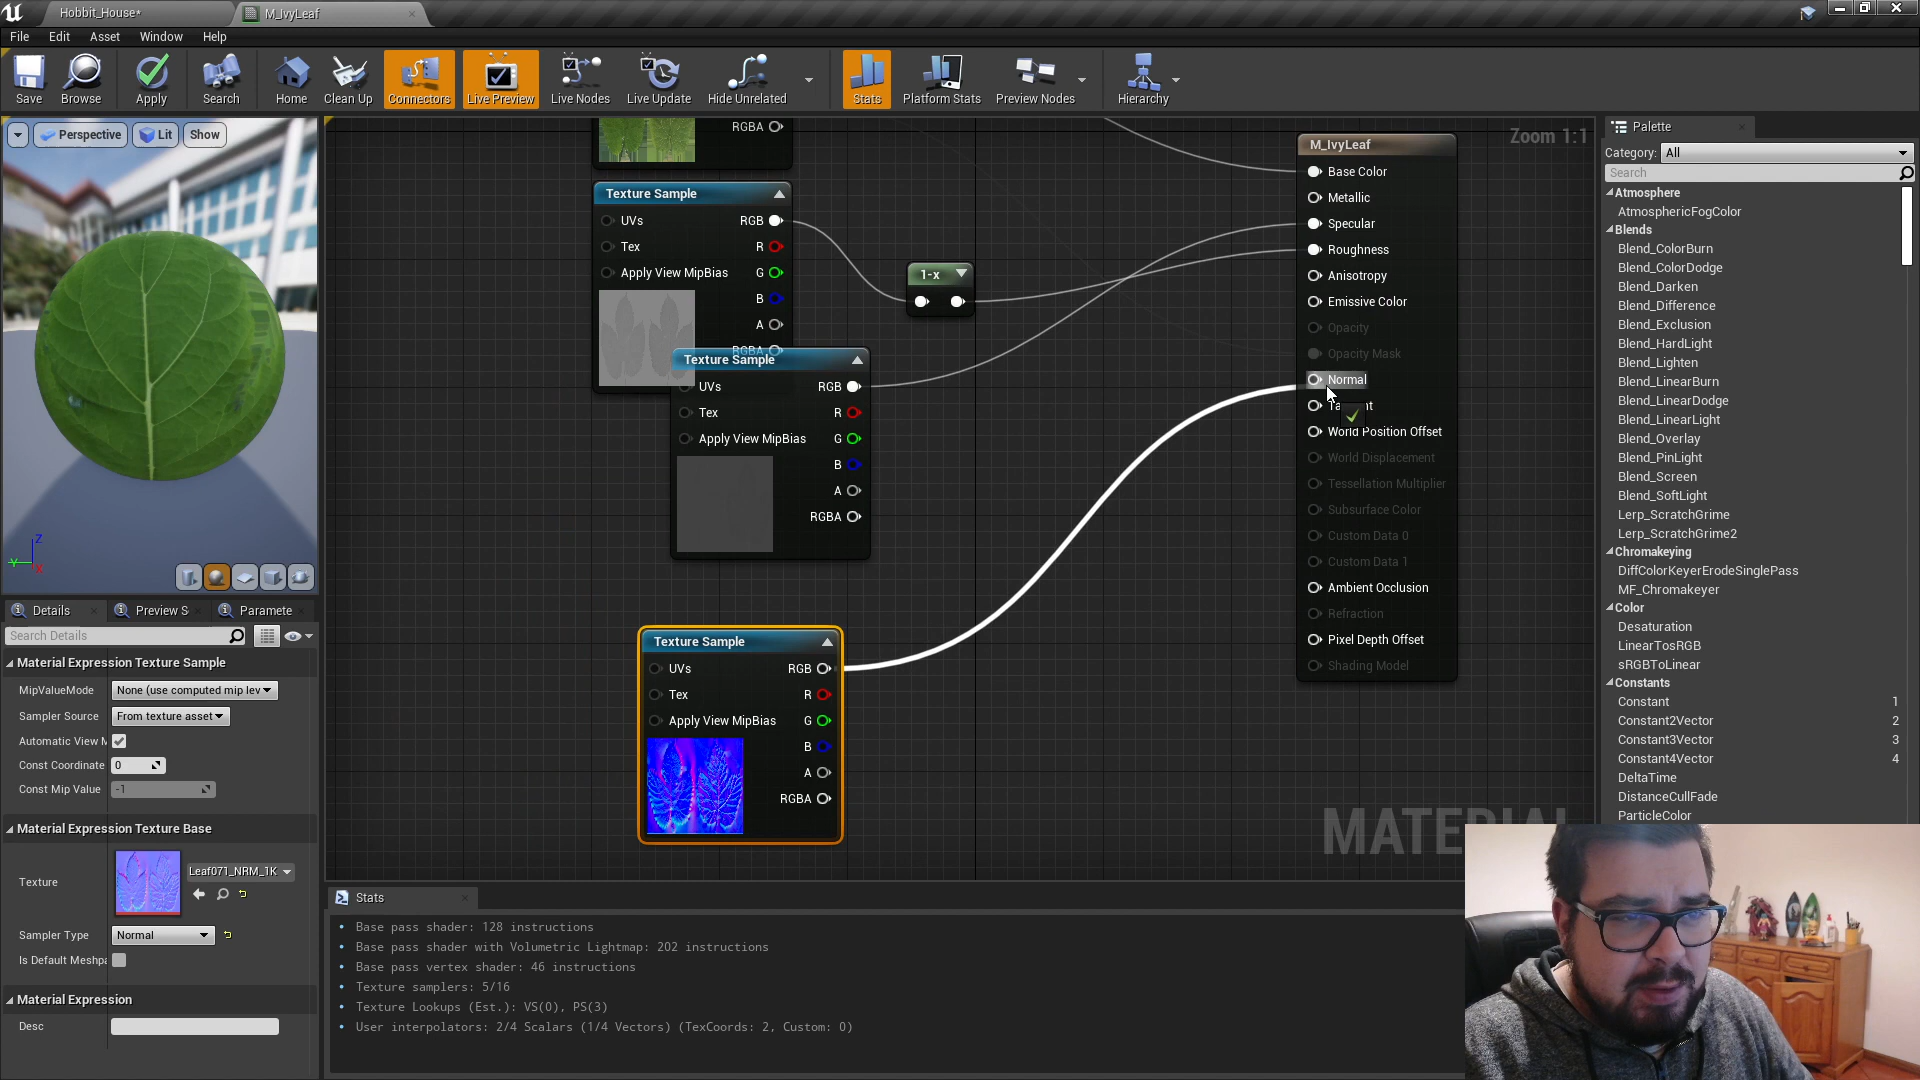 Hobbit_House*
M_IvyLeaf
File Edit Asset Window Help
Save Browse Apply Search Home Clean Up Connectors Live Preview Live Nodes Live Update Hide Unrelated Stats Platform Stats Preview Nodes Hierarchy
Perspective Lit Show
Z
Y
X
RGBA
Zoom 1:1
Texture Sample
UVs RGB
Tex R
Apply View MipBias G
B
A
RGBA
1-x
Texture Sample
UVs RGB
Tex R
Apply View MipBias G
B
A
RGBA
Texture Sample
UVs RGB
Tex R
Apply View MipBias G
B
A
RGBA
M_IvyLeaf
Base Color
Metallic
Specular
Roughness
Anisotropy
Emissive Color
Opacity
Opacity Mask
Normal
World Position Offset
World Displacement
Tessellation Multiplier
Subsurface Color
Custom Data 0
Custom Data 1
Ambient Occlusion
Refraction
Pixel Depth Offset
Shading Model
Palette
Category: All
Search
Atmosphere
AtmosphericFogColor
Blends
Blend_ColorBurn
Blend_ColorDodge
Blend_Darken
Blend_Difference
Blend_Exclusion
Blend_HardLight
Blend_Lighten
Blend_LinearBurn
Blend_LinearDodge
Blend_LinearLight
Blend_Overlay
Blend_PinLight
Blend_Screen
Blend_SoftLight
Lerp_ScratchGrime
Lerp_ScratchGrime2
Chromakeying
DiffColorKeyerErodeSinglePass
MF_Chromakeyer
Color
Desaturation
LinearTosRGB
sRGBToLinear
Constants
Constant 1
Constant2Vector 2
Constant3Vector 3
Constant4Vector 4
DeltaTime
DistanceCullFade
ParticleColor
Details Preview S Paramete
Search Details
Material Expression Texture Sample
MipValueMode None (use computed mip lev
Sampler Source From texture asset
Automatic View M
Const Coordinate 0
Const Mip Value -1
Material Expression Texture Base
Texture Leaf071_NRM_1K
Sampler Type Normal
Is Default Meshpa
Material Expression
Desc
Stats
Base pass shader: 128 instructions
Base pass shader with Volumetric Lightmap: 202 instructions
Base pass vertex shader: 46 instructions
Texture samplers: 5/16
Texture Lookups (Est.): VS(0), PS(3)
User interpolators: 2/4 Scalars (1/4 Vectors) (TexCoords: 2, Custom: 0)